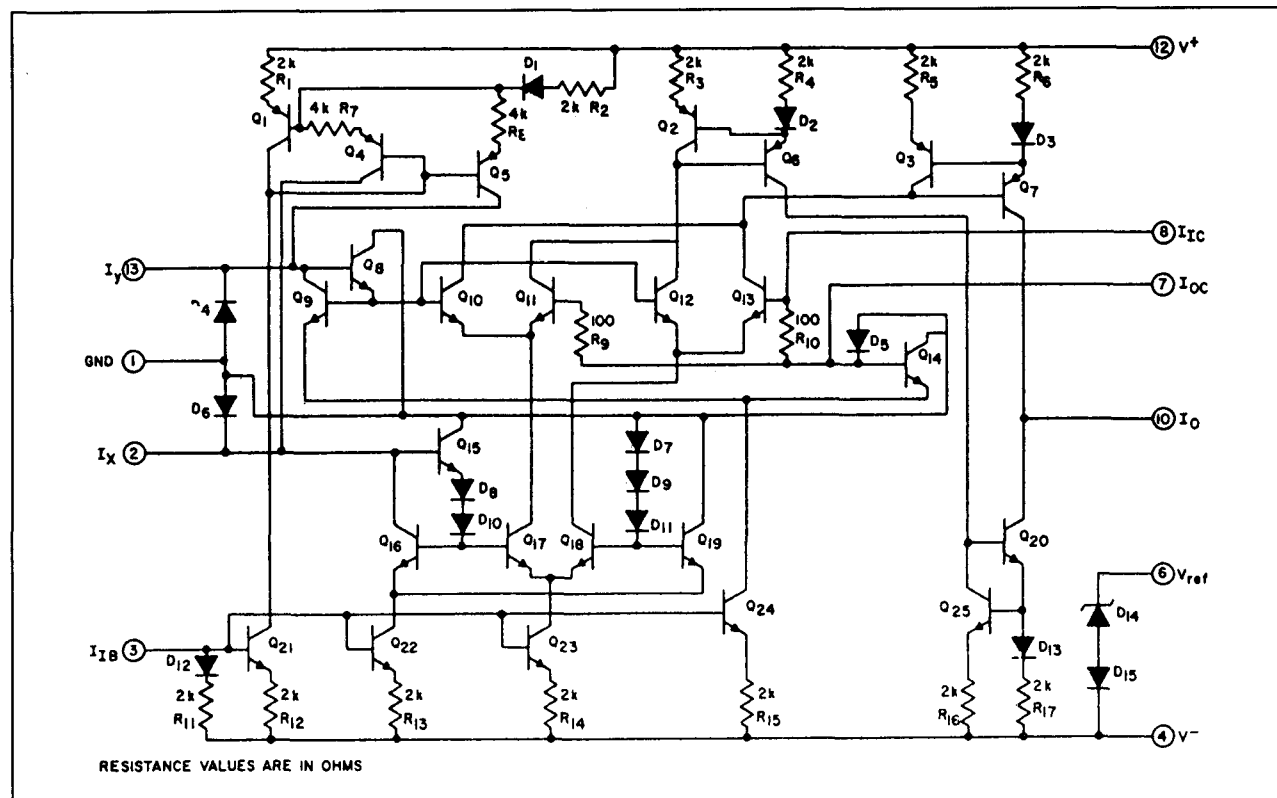 2k
R1
Q1
4k R7
Q4
4k
R8
Q5
D1
2k R2
2k
R3
Q2
2k
R4
D2
Q6
2k
R5
Q3
2k
R6
D3
Q7
12 V+
8 IIC
7 IOC
Iy 13
Q8
Q9
Q10
Q11
100
R9
Q12
Q13
100
R10
D5
Q14
GND 1
D6
IX 2
Q15
D8
D10
D7
D9
D11
Q16
Q17
Q18
Q19
10 IO
Q20
6 Vref
D14
D15
IIB 3
D12
2k
R11
Q21
2k
R12
Q22
2k
R13
Q23
2k
R14
Q24
2k
R15
Q25
2k
R16
D13
2k
R17
4 V-
RESISTANCE VALUES ARE IN OHMS